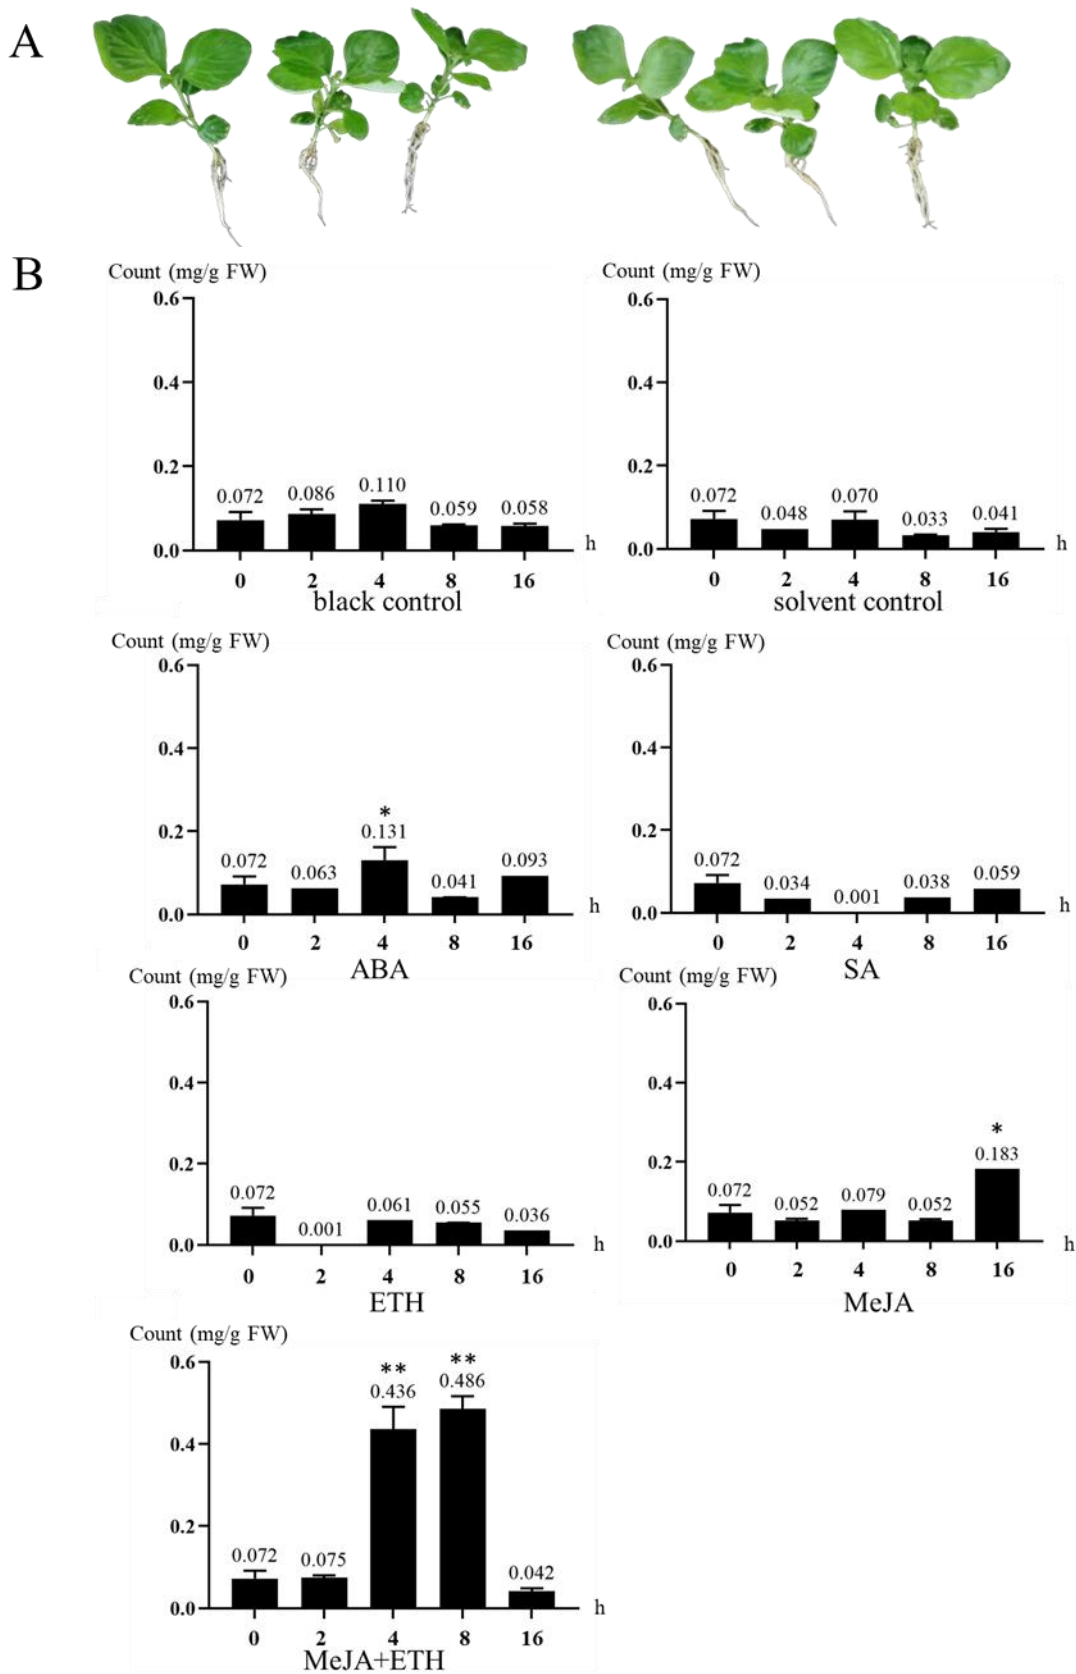 A
B
Count (mg/g FW)
0.6
0.4
0.2
0.0
0.072
0.086
0.110
0.059
0.058
h
0 2 4 8 16
black control
Count (mg/g FW)
0.6
0.4
0.2
0.0
0.072
0.048
0.070
0.033
0.041
h
0 2 4 8 16
solvent control
Count (mg/g FW)
0.6
0.4
0.2
0.0
0.072
0.063
*
0.131
0.041
0.093
h
0 2 4 8 16
ABA
Count (mg/g FW)
0.6
0.4
0.2
0.0
0.072
0.034
0.001
0.038
0.059
h
0 2 4 8 16
SA
Count (mg/g FW)
0.6
0.4
0.2
0.0
0.072
0.001
0.061
0.055
0.036
h
0 2 4 8 16
ETH
Count (mg/g FW)
0.6
0.4
0.2
0.0
0.072
0.052
0.079
0.052
*
0.183
h
0 2 4 8 16
MeJA
Count (mg/g FW)
0.6
0.4
0.2
0.0
0.072
0.075
**
0.436
**
0.486
0.042
h
0 2 4 8 16
MeJA+ETH